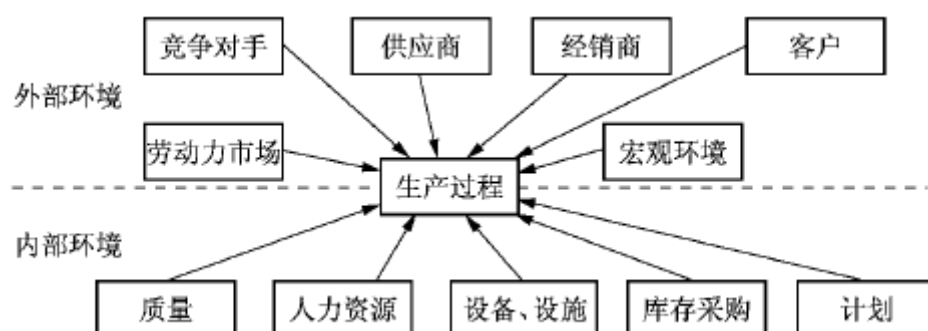 竞争对手
供应商
经销商
客户
外部环境
劳动力市场
宏观环境
生产过程
内部环境
质量
人力资源
设备、设施
库存采购
计划